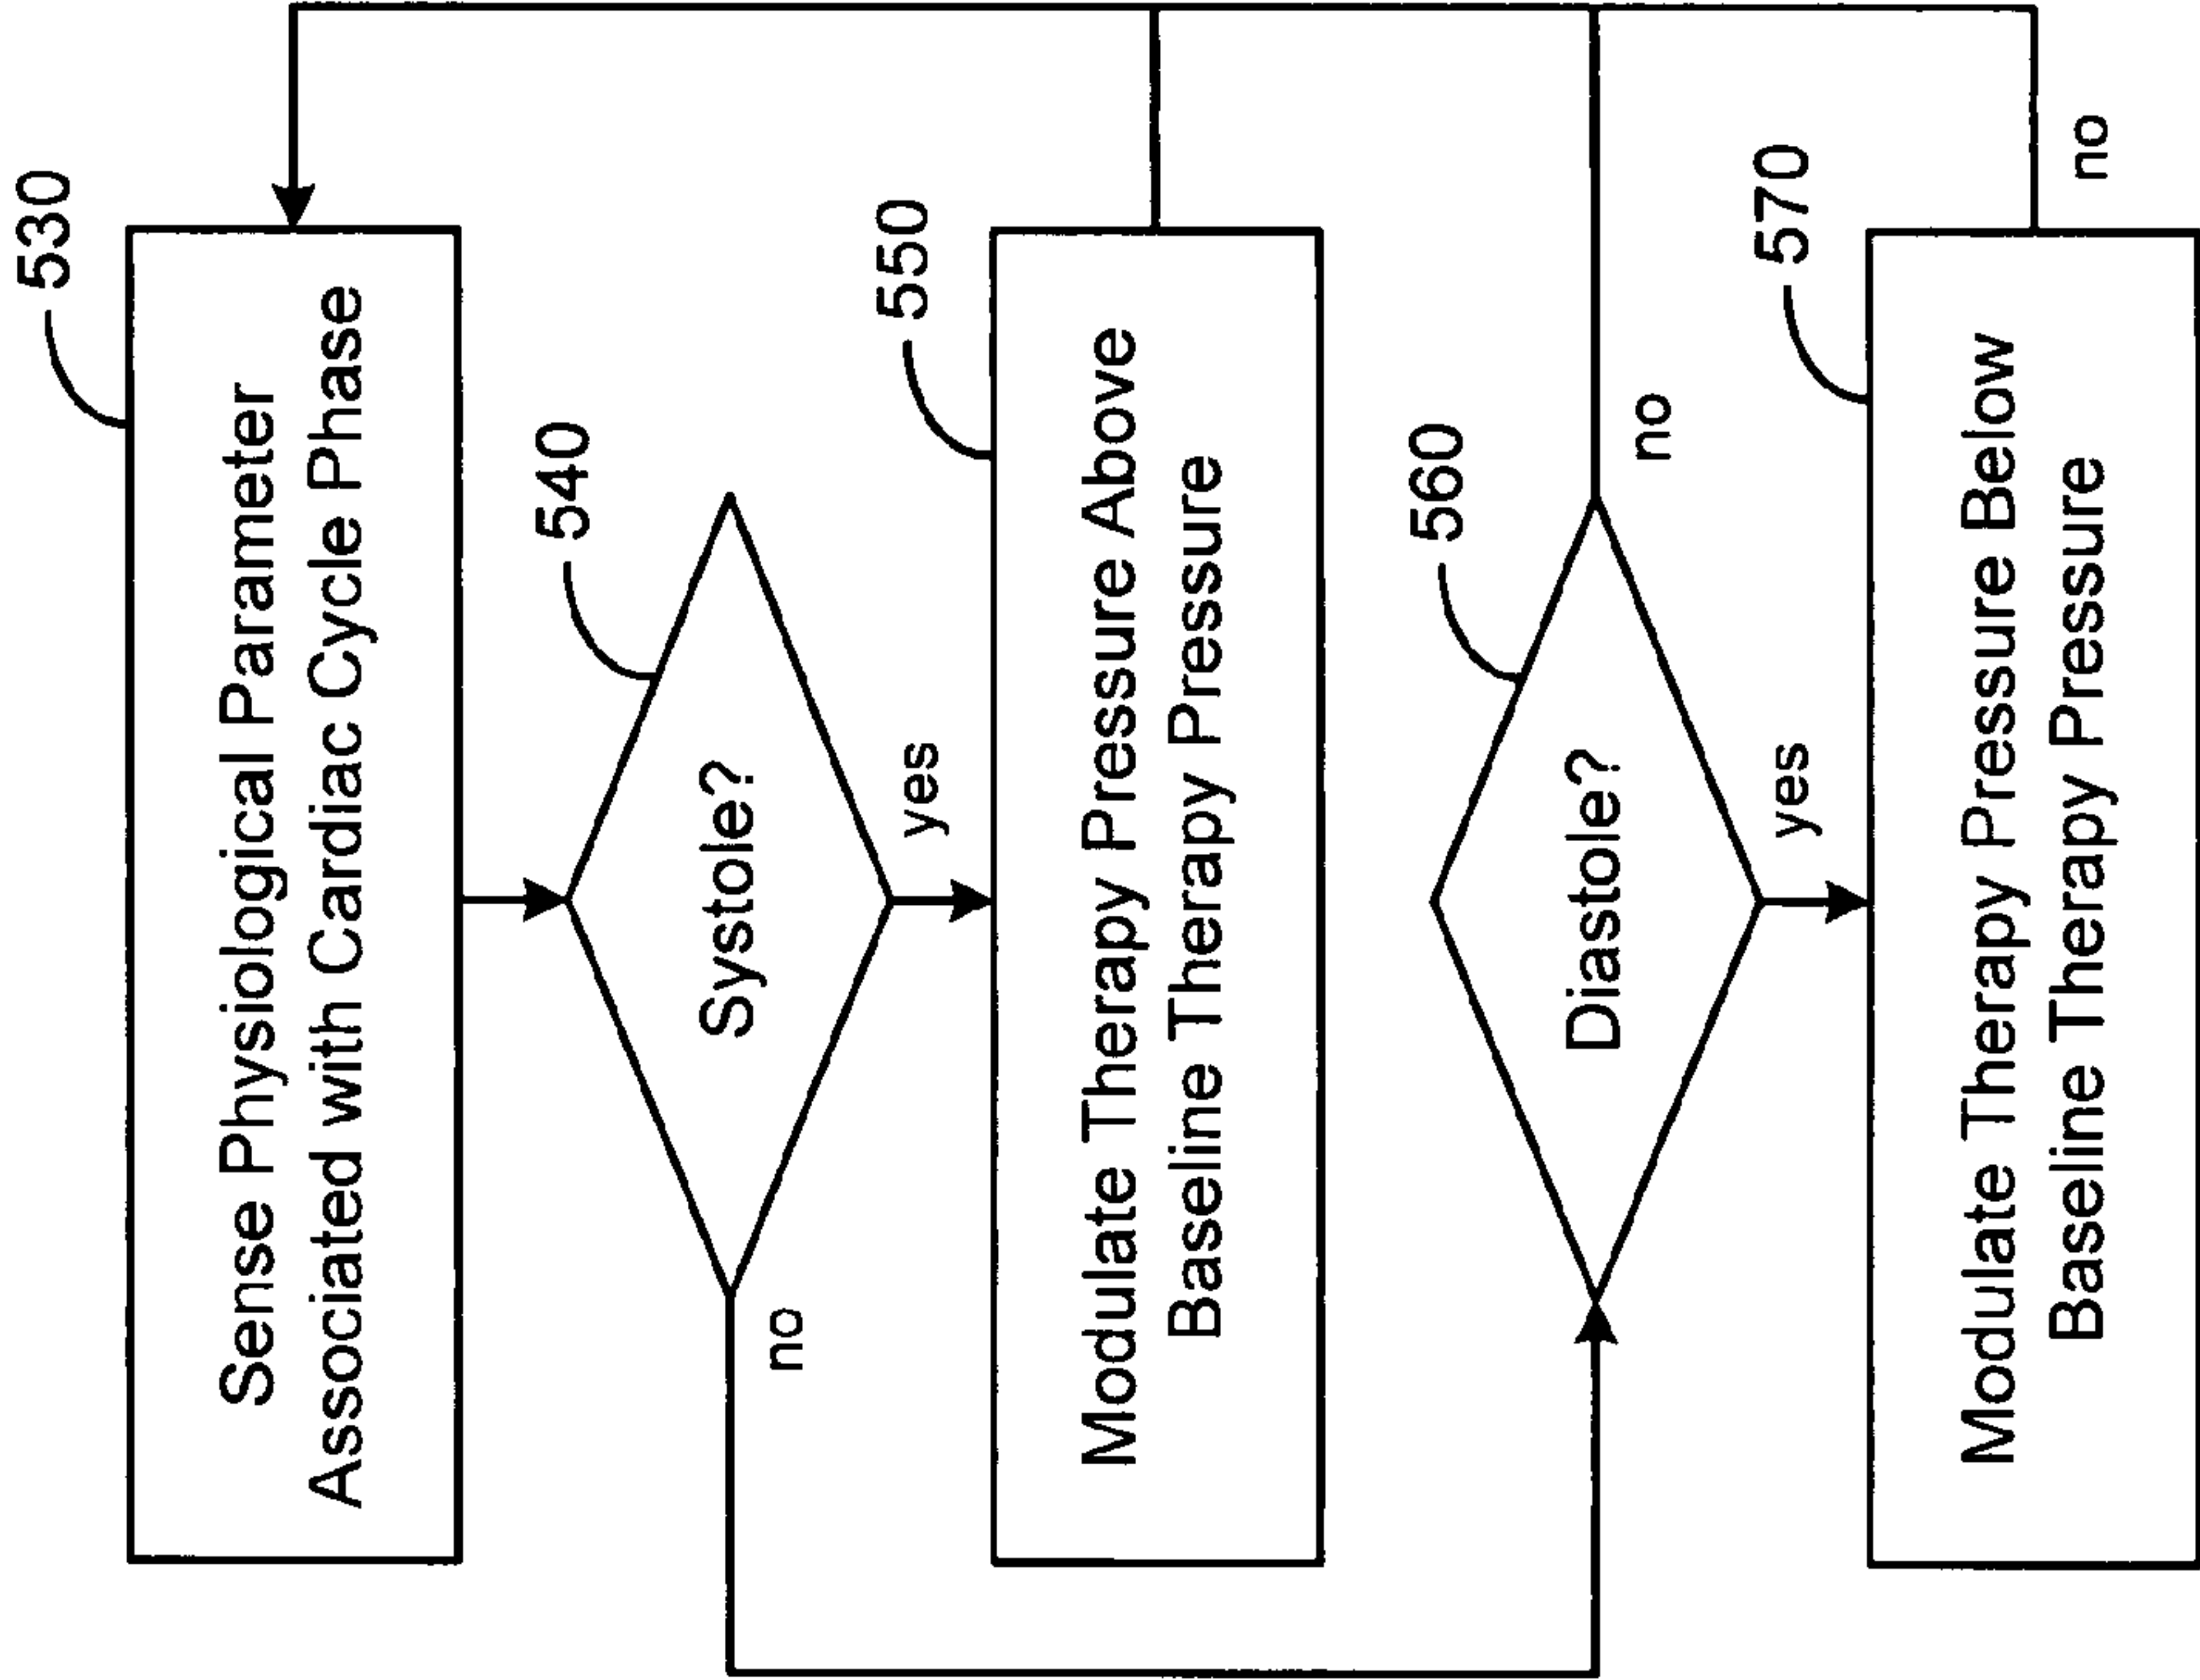 530
Sense Physiological Parameter
Associated with Cardiac Cycle Phase
540
Systole?
no
yes
550
Modulate Therapy Pressure Above
Baseline Therapy Pressure
560
Diastole?
no
yes
570
Modulate Therapy Pressure Below
Baseline Therapy Pressure
no